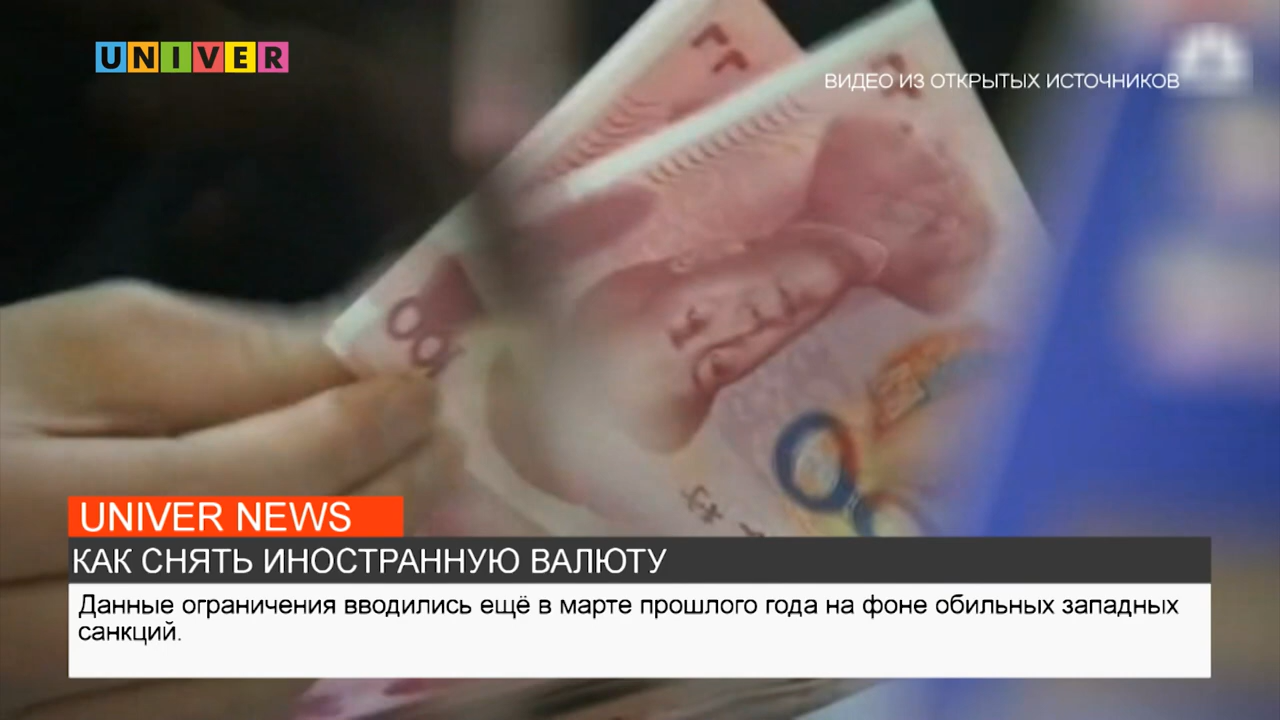 UNIVER
ВИДЕО ИЗ ОТКРЫТЫХ ИСТОЧНИКОВ
UNIVER NEWS
КАК СНЯТЬ ИНОСТРАННУЮ ВАЛЮТУ
Данные ограничения вводились ещё в марте прошлого года на фоне обильных западных
санкций.